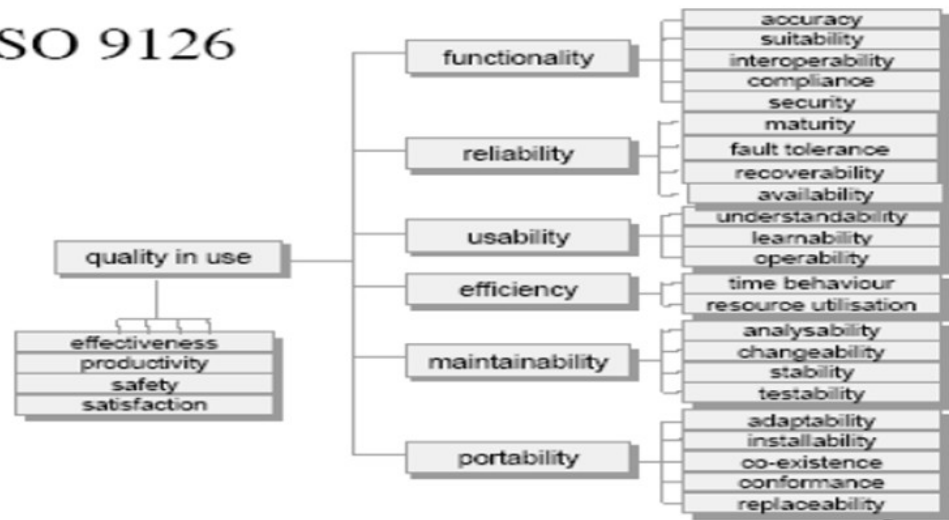 SO 9126
functionality
accuracy
suitability
interoperability
compliance
security
reliability
maturity
fault tolerance
recoverability
availability
usability
understandability
learnability
operability
quality in use
efficiency
time behaviour
resource utilisation
effectiveness
productivity
safety
satisfaction
maintainability
analysability
changeability
stability
testability
portability
adaptability
installability
co-existence
conformance
replaceability